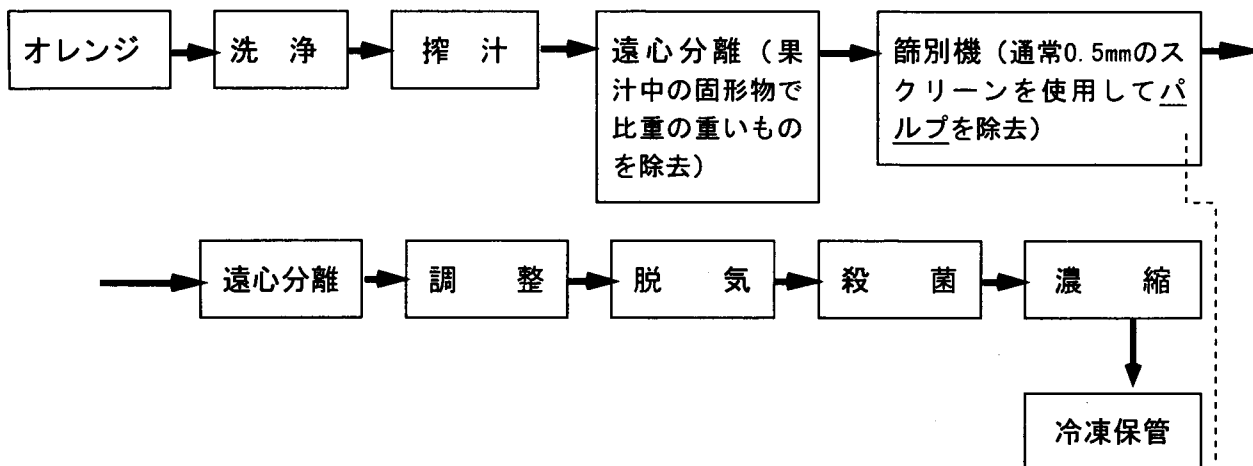 オレンジ
洗 浄
搾 汁
遠心分離（果
汁中の固形物で
比重の重いもの
を除去）
篩別機（通常0.5mmのス
クリーンを使用してパ
ルプを除去）
遠心分離
調 整
脱 気
殺 菌
濃 縮
冷凍保管